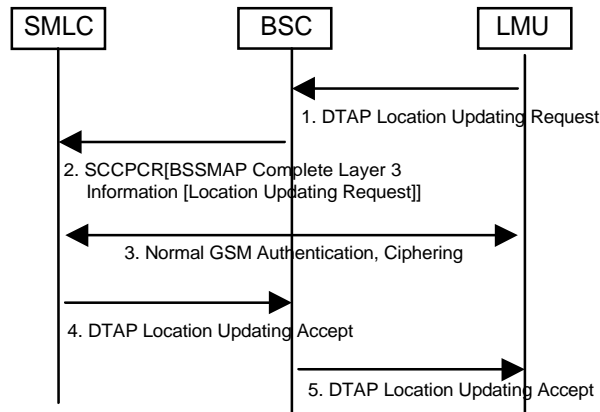 SMLC
BSC
LMU
1. DTAP Location Updating Request
2. SCCPCR[BSSMAP Complete Layer 3
Information [Location Updating Request]]
3. Normal GSM Authentication, Ciphering
4. DTAP Location Updating Accept
5. DTAP Location Updating Accept